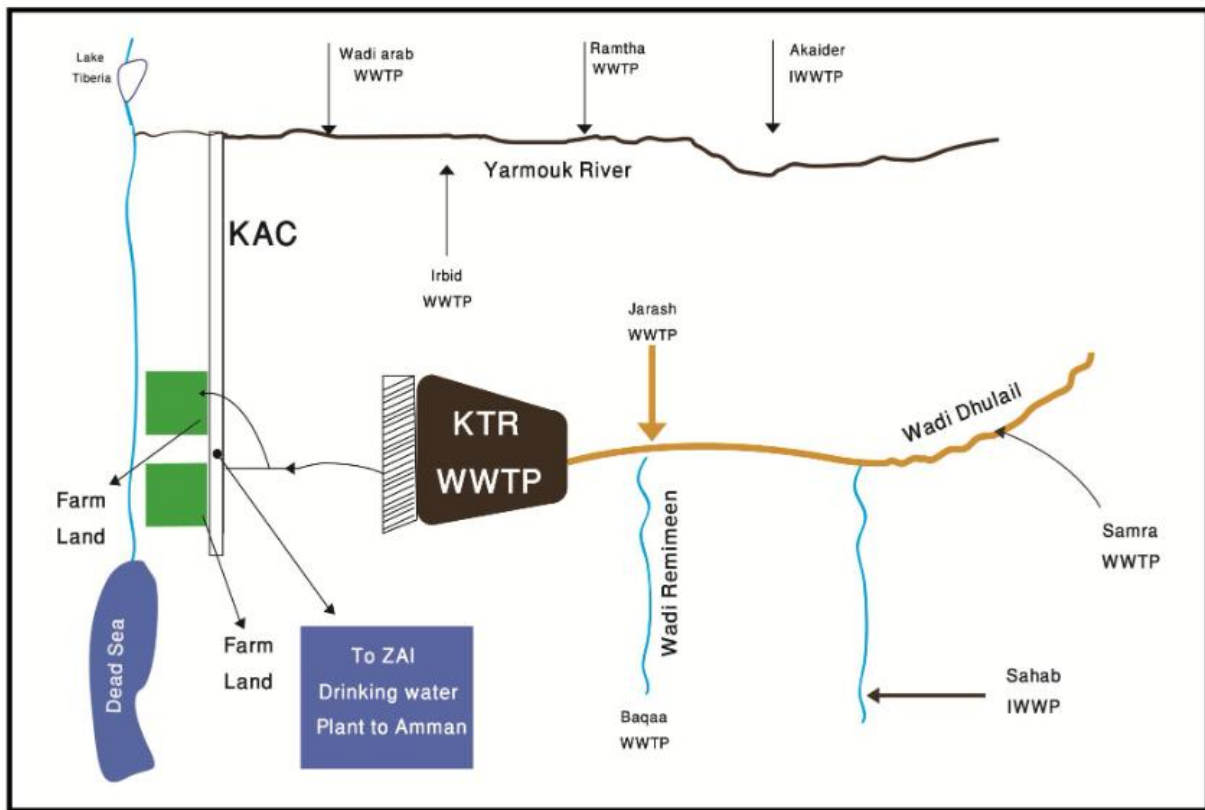 Lake
Tiberia
Wadi arab
WWTP
Ramtha
WWTP
Akaider
IWWTP
Yarmouk River
KAC
Irbid
WWTP
Jarash
WWTP
KTR
WWTP
Wadi Dhulail
Farm
Land
Samra
WWTP
Wadi Remimeen
Dead Sea
Farm
Land
To ZAI
Drinking water
Plant to Amman
Sahab
IWWP
Baqaa
WWTP